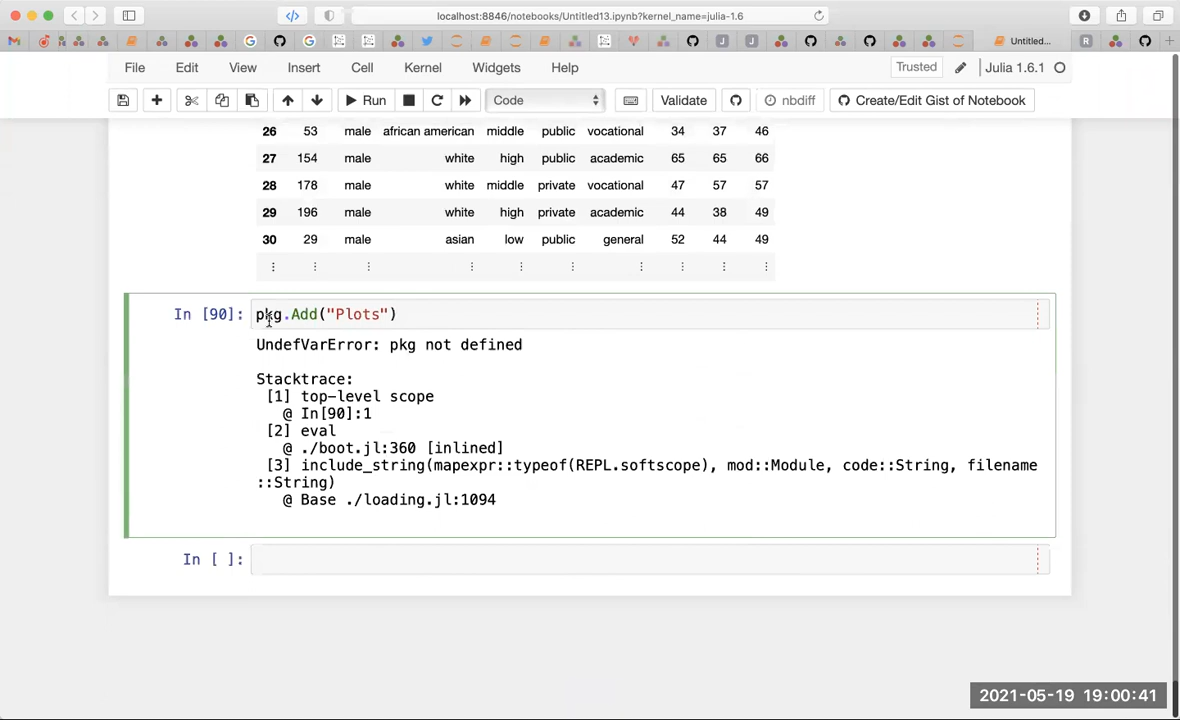 localhost:8846/notebooks/Untitled13.ipynb?kernel_name=julia-1.6
Untitled...
File Edit View Insert Cell Kernel Widgets Help Trusted Julia 1.6.1
Run Code Validate nbdiff Create/Edit Gist of Notebook
26 53 male african american middle public vocational 34 37 46
27 154 male white high public academic 65 65 66
28 178 male white middle private vocational 47 57 57
29 196 male white high private academic 44 38 49
30 29 male asian low public general 52 44 49
⋮ ⋮ ⋮ ⋮ ⋮ ⋮ ⋮ ⋮ ⋮ ⋮
In [90]: pkg.Add("Plots")
UndefVarError: pkg not defined
Stacktrace:
[1] top-level scope
@ In[90]:1
[2] eval
@ ./boot.jl:360 [inlined]
[3] include_string(mapexpr::typeof(REPL.softscope), mod::Module, code::String, filename
::String)
@ Base ./loading.jl:1094
In [ ]:
2021-05-19 19:00:41